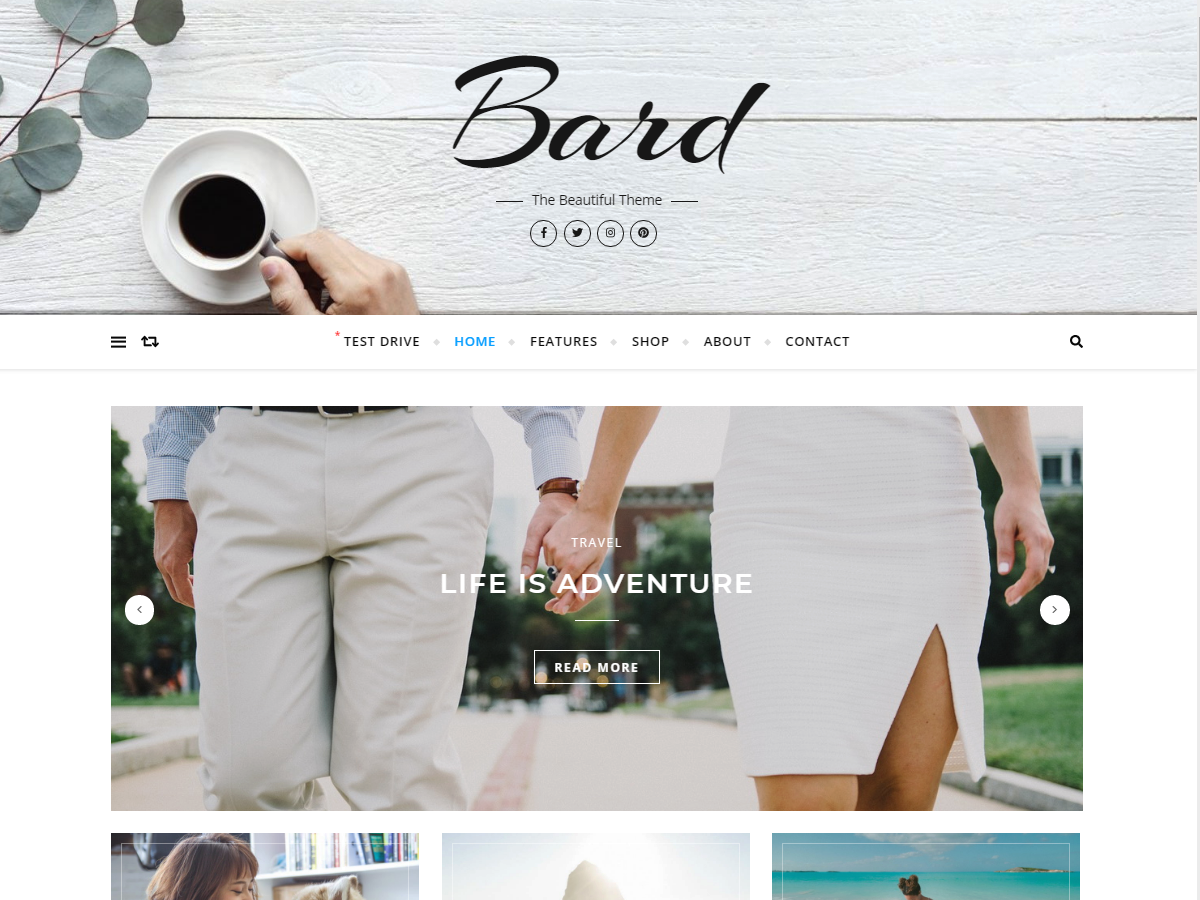 Bard
The Beautiful Theme
* TEST DRIVE
HOME
FEATURES
SHOP
ABOUT
CONTACT
TRAVEL
LIFE IS ADVENTURE
READ MORE